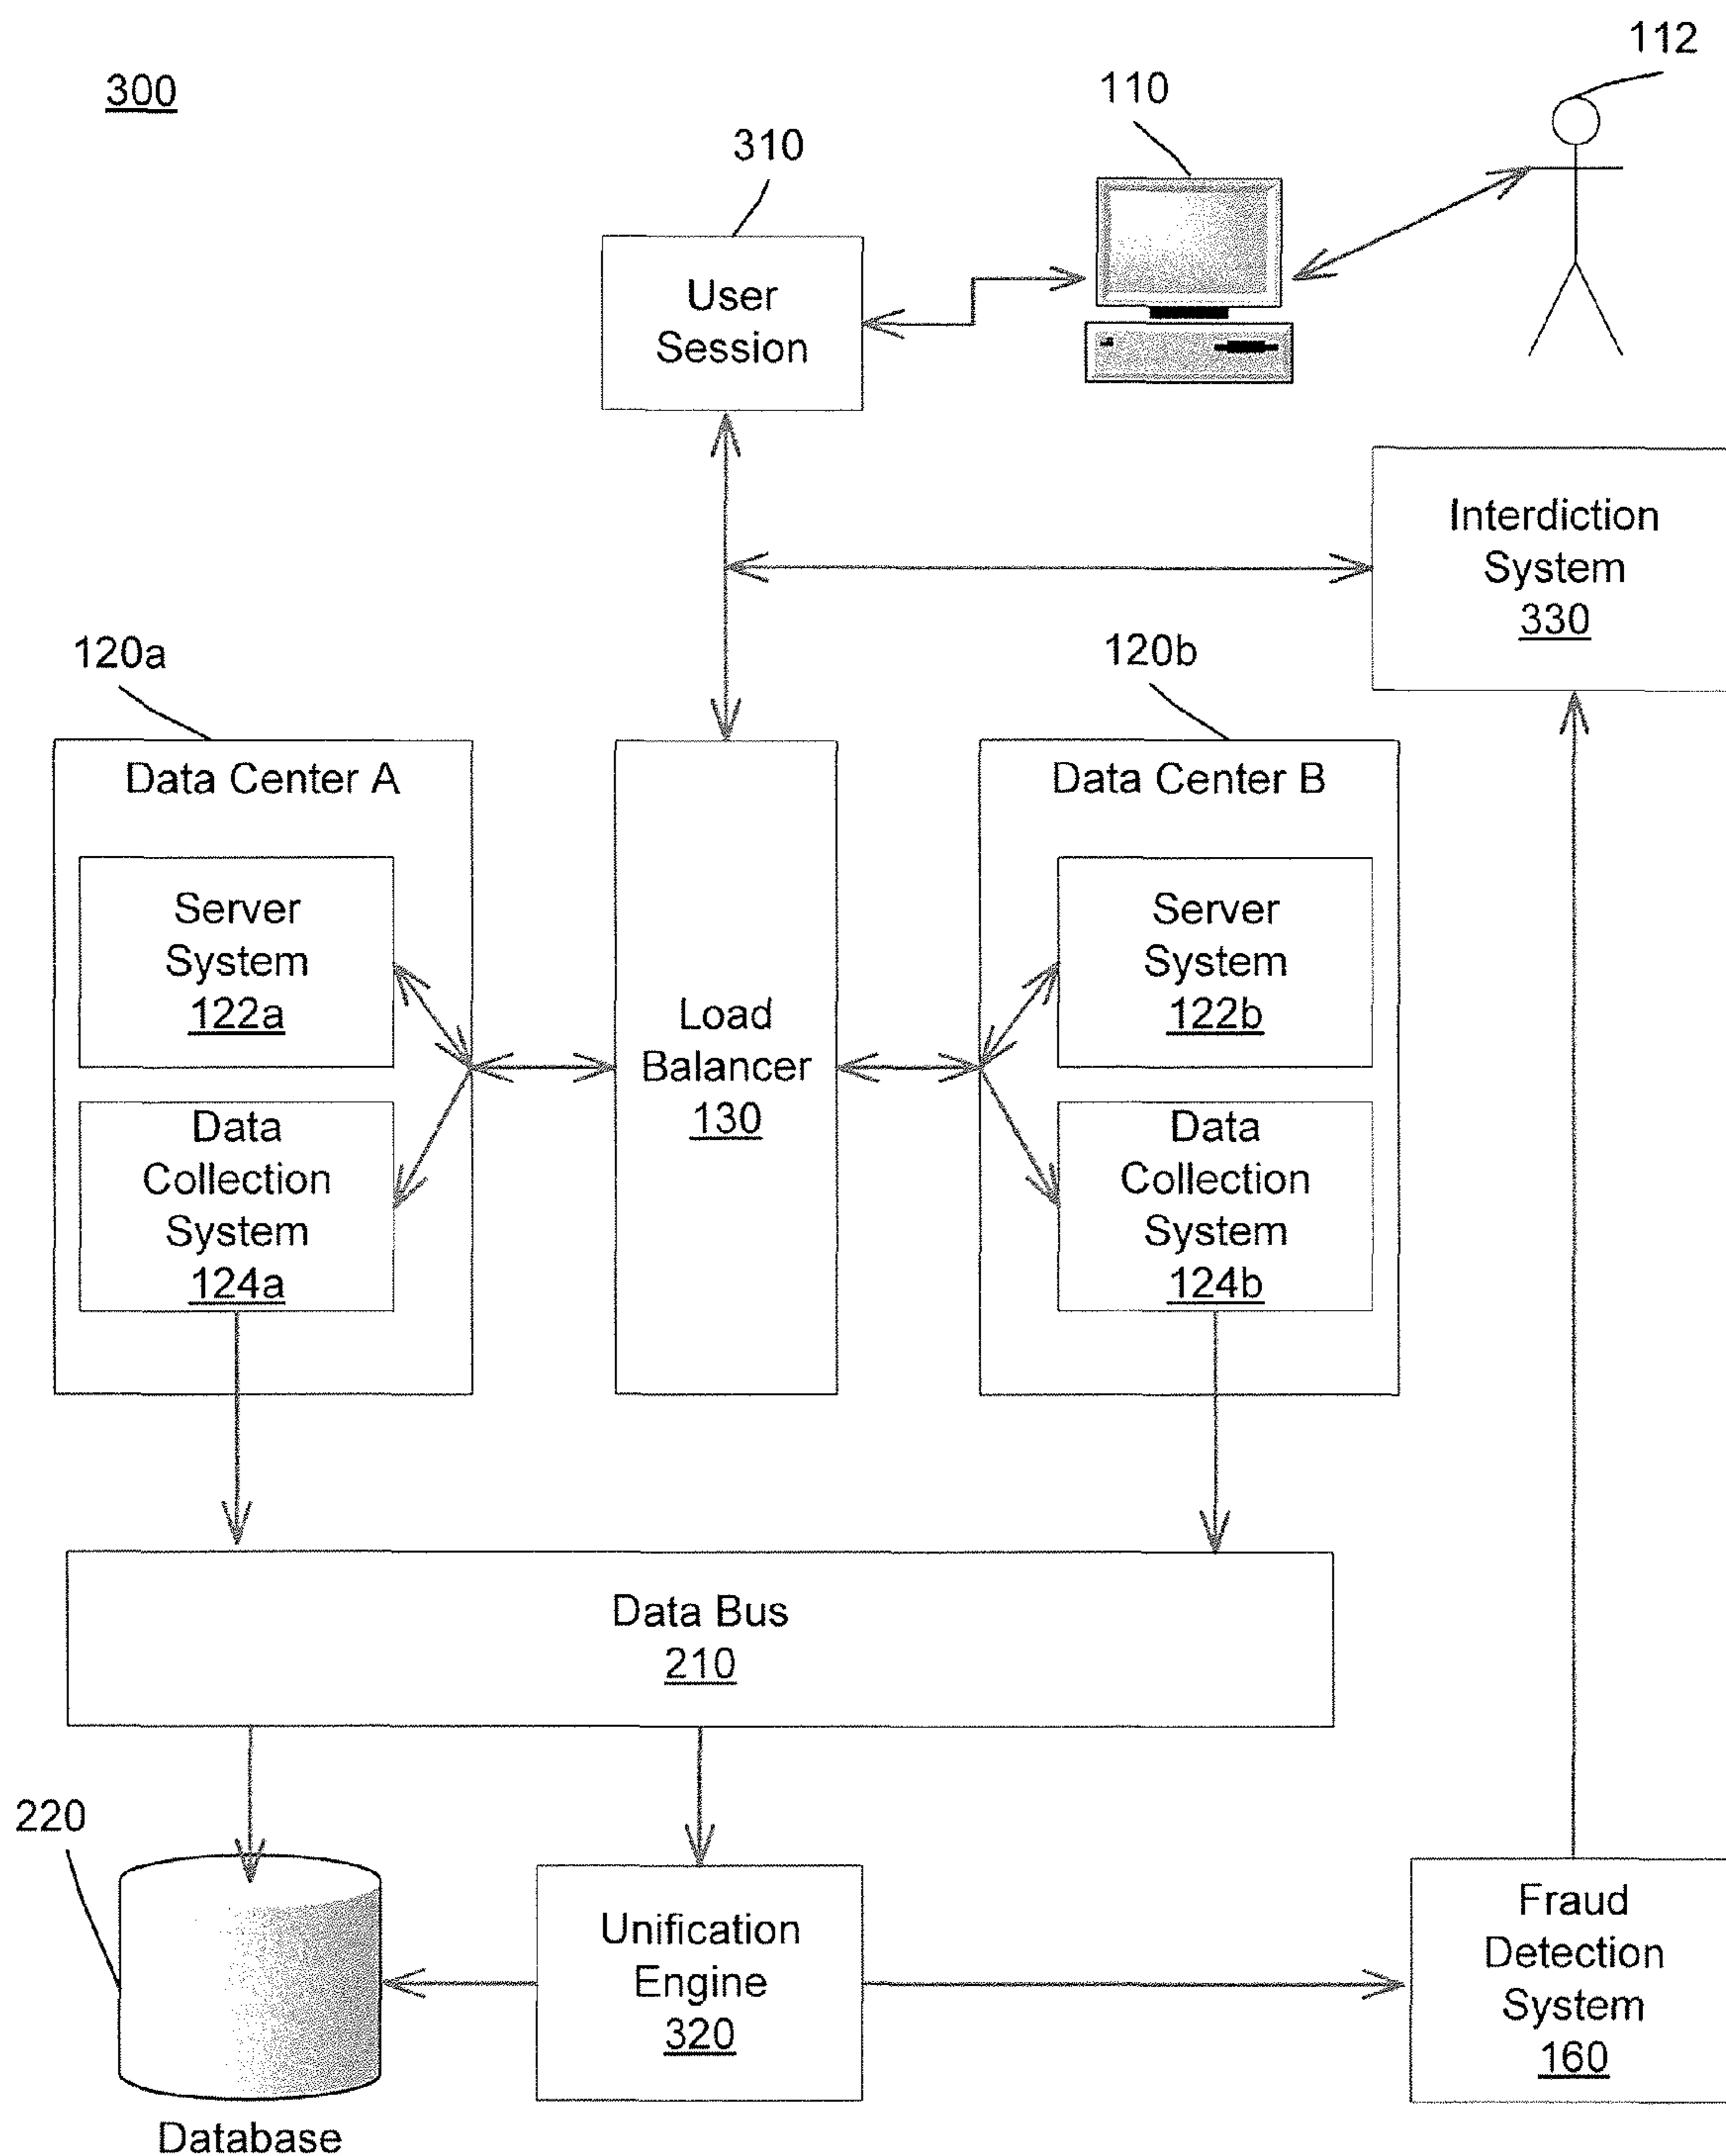 300
112
110
310
User
Session
Interdiction
System
330
120a
120b
Data Center A
Server
System
122a
Data
Collection
System
124a
Load
Balancer
130
Data Center B
Server
System
122b
Data
Collection
System
124b
Data Bus
210
220
Database
Unification
Engine
320
Fraud
Detection
System
160